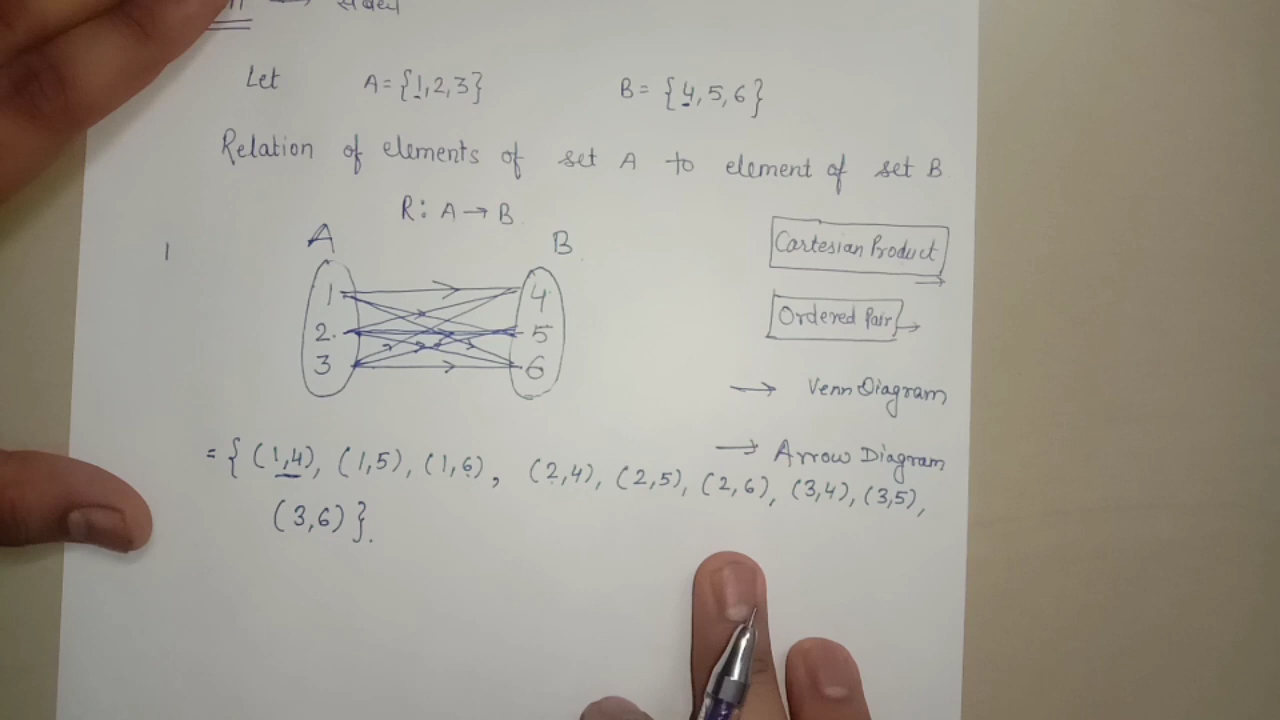 Let A = {1,2,3} B = {4, 5, 6}
Relation of elements of set A to element of set B
R: A → B
A B
Cartesian Product
→
1 4
Ordered Pair →
2. 5
3 6
→ Venn Diagram
→ Arrow Diagram
= { (1,4), (1,5), (1,6), (2,4), (2,5), (2,6), (3,4), (3,5),
(3,6) }.